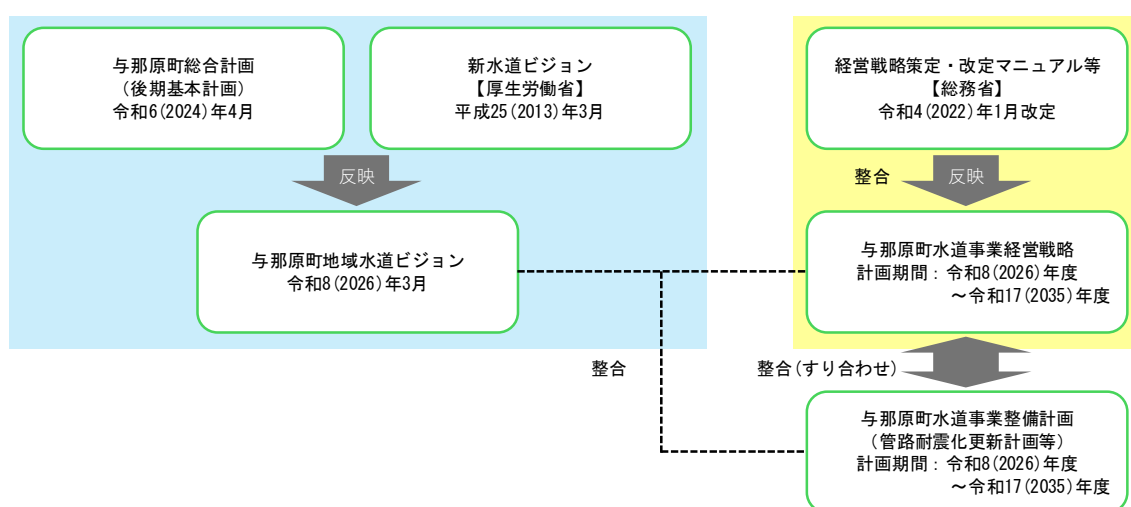 与那原町総合計画
（後期基本計画）
令和6(2024)年4月
新水道ビジョン
【厚生労働省】
平成25(2013)年3月
経営戦略策定・改定マニュアル等
【総務省】
令和4(2022)年1月改定
反映
整合
反映
与那原町地域水道ビジョン
令和8(2026)年3月
与那原町水道事業経営戦略
計画期間：令和8(2026)年度
～令和17(2035)年度
整合
整合(すり合わせ)
与那原町水道事業整備計画
（管路耐震化更新計画等）
計画期間：令和8(2026)年度
～令和17(2035)年度